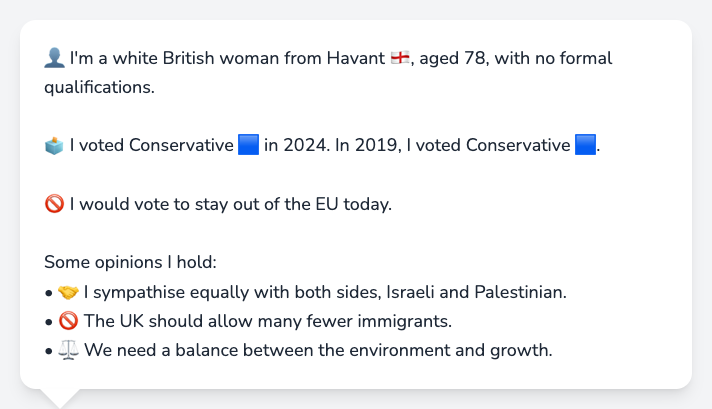 👤 I'm a white British woman from Havant 🏴󠁧󠁢󠁥󠁮󠁧󠁿, aged 78, with no formal
qualifications.
🗳️ I voted Conservative 🟦 in 2024. In 2019, I voted Conservative 🟦.
🚫 I would vote to stay out of the EU today.
Some opinions I hold:
• 🤝 I sympathise equally with both sides, Israeli and Palestinian.
• 🚫 The UK should allow many fewer immigrants.
• ⚖️ We need a balance between the environment and growth.